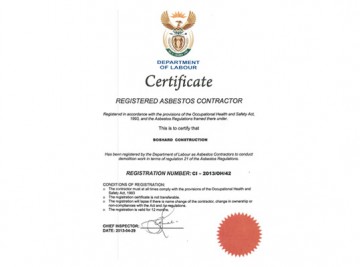 DEPARTMENT
OF LABOUR
Certificate
REGISTERED ASBESTOS CONTRACTOR
Registered in accordance with the provisions of the Occupational Health and Safety Act,
1993, and the Asbestos Regulations framed there under.
This is to certify that
BOSHARD CONSTRUCTION
Has been registered by the Department of Labour as Asbestos Contractors to conduct
demolition work in terms of regulation 21 of the Asbestos Regulations.
REGISTRATION NUMBER: CI - 2013/OH/42
CONDITIONS OF REGISTRATION:
The contractor must at all times comply with the provisions of the Occupational Health and
Safety Act, 1993
The registration certificate is not transferable
The registration will lapse if there is name change of the contractor, change in ownership or
non-compliances with the Act and its regulations
The registration is valid for 12 months.
CHIEF INSPECTOR:
DATE: 2013-04-29